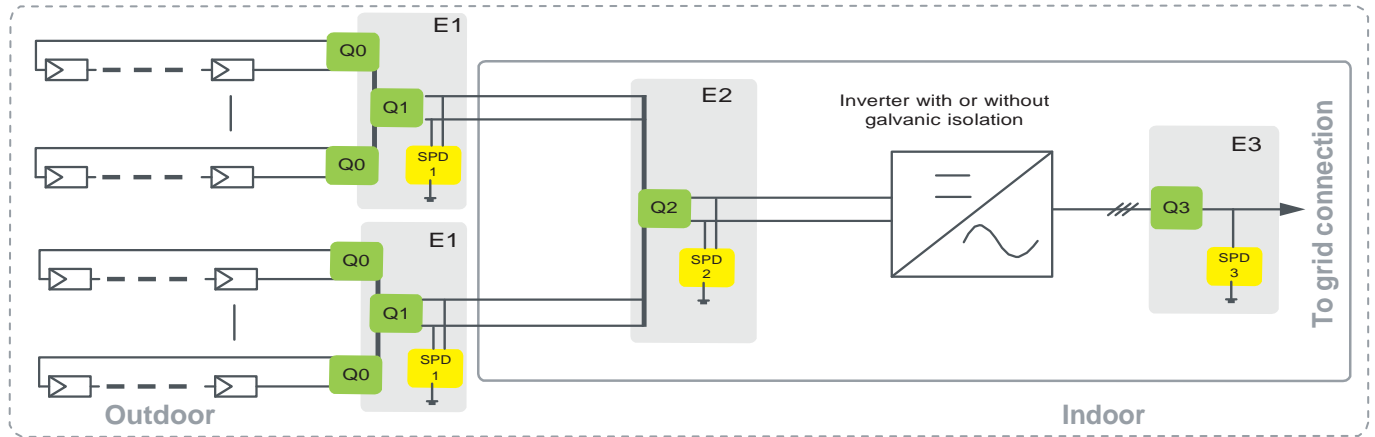 E1
Q0
Q1
SPD
1
Q0
E1
Q0
Q1
SPD
1
Q0
Outdoor
E2
Q2
SPD
2
Inverter with or without
galvanic isolation
E3
Q3
SPD
3
To grid connection
Indoor